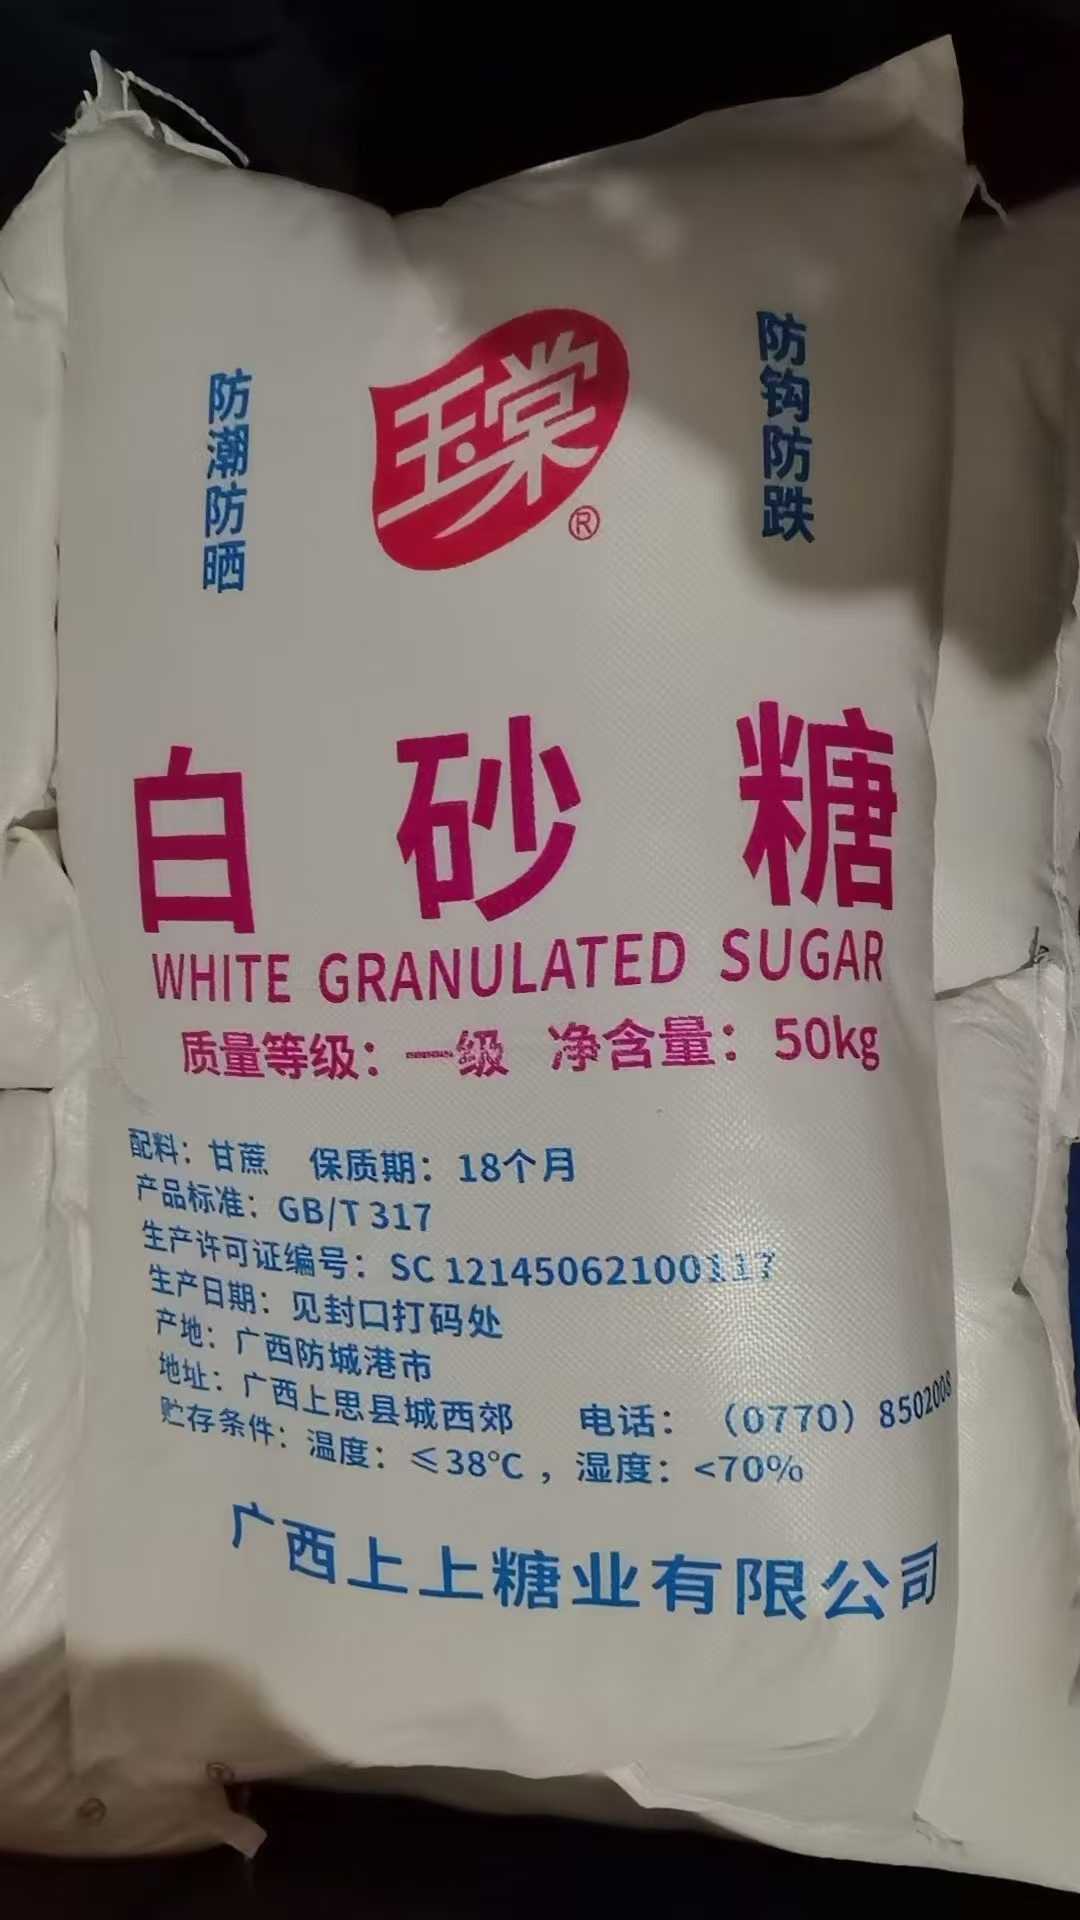 玉棠
®
防潮防晒
防钩防跌
白砂糖
WHITE GRANULATED SUGAR
质量等级：一级 净含量：50kg
配料：甘蔗 保质期：18个月
产品标准：GB/T 317
生产许可证编号：SC 12145062100117
生产日期：见封口打码处
产地：广西防城港市
地址：广西上思县城西郊 电话：（0770）8502008
贮存条件：温度：≤38°C，湿度：<70%
广西上上糖业有限公司